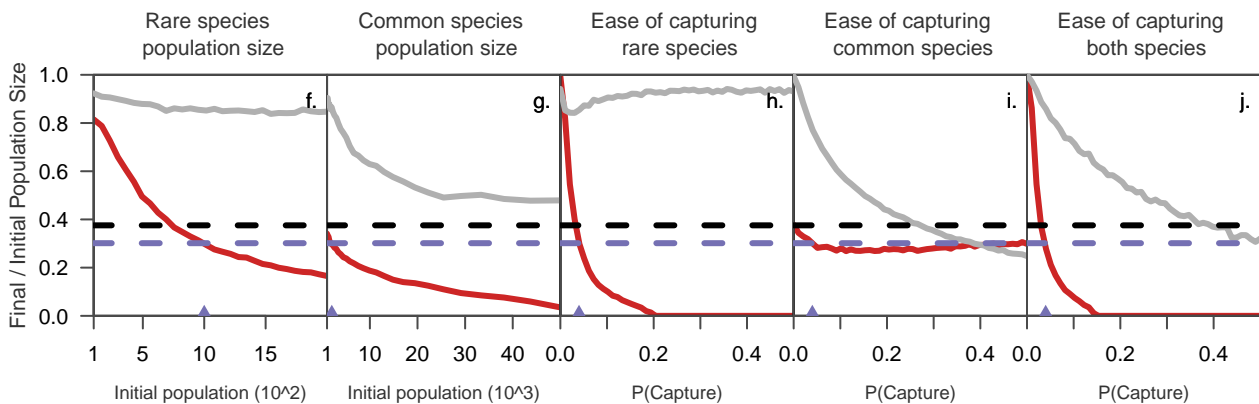 Rare species
population size
Common species
population size
Ease of capturing
rare species
Ease of capturing
common species
Ease of capturing
both species
Final / Initial Population Size
1.0
0.8
0.6
0.4
0.2
0.0
f.
g.
h.
i.
j.
1 5 10 15
1 10 20 30 40
0.0 0.2 0.4
0.0 0.2 0.4
0.0 0.2 0.4
Initial population (10^2)
Initial population (10^3)
P(Capture)
P(Capture)
P(Capture)